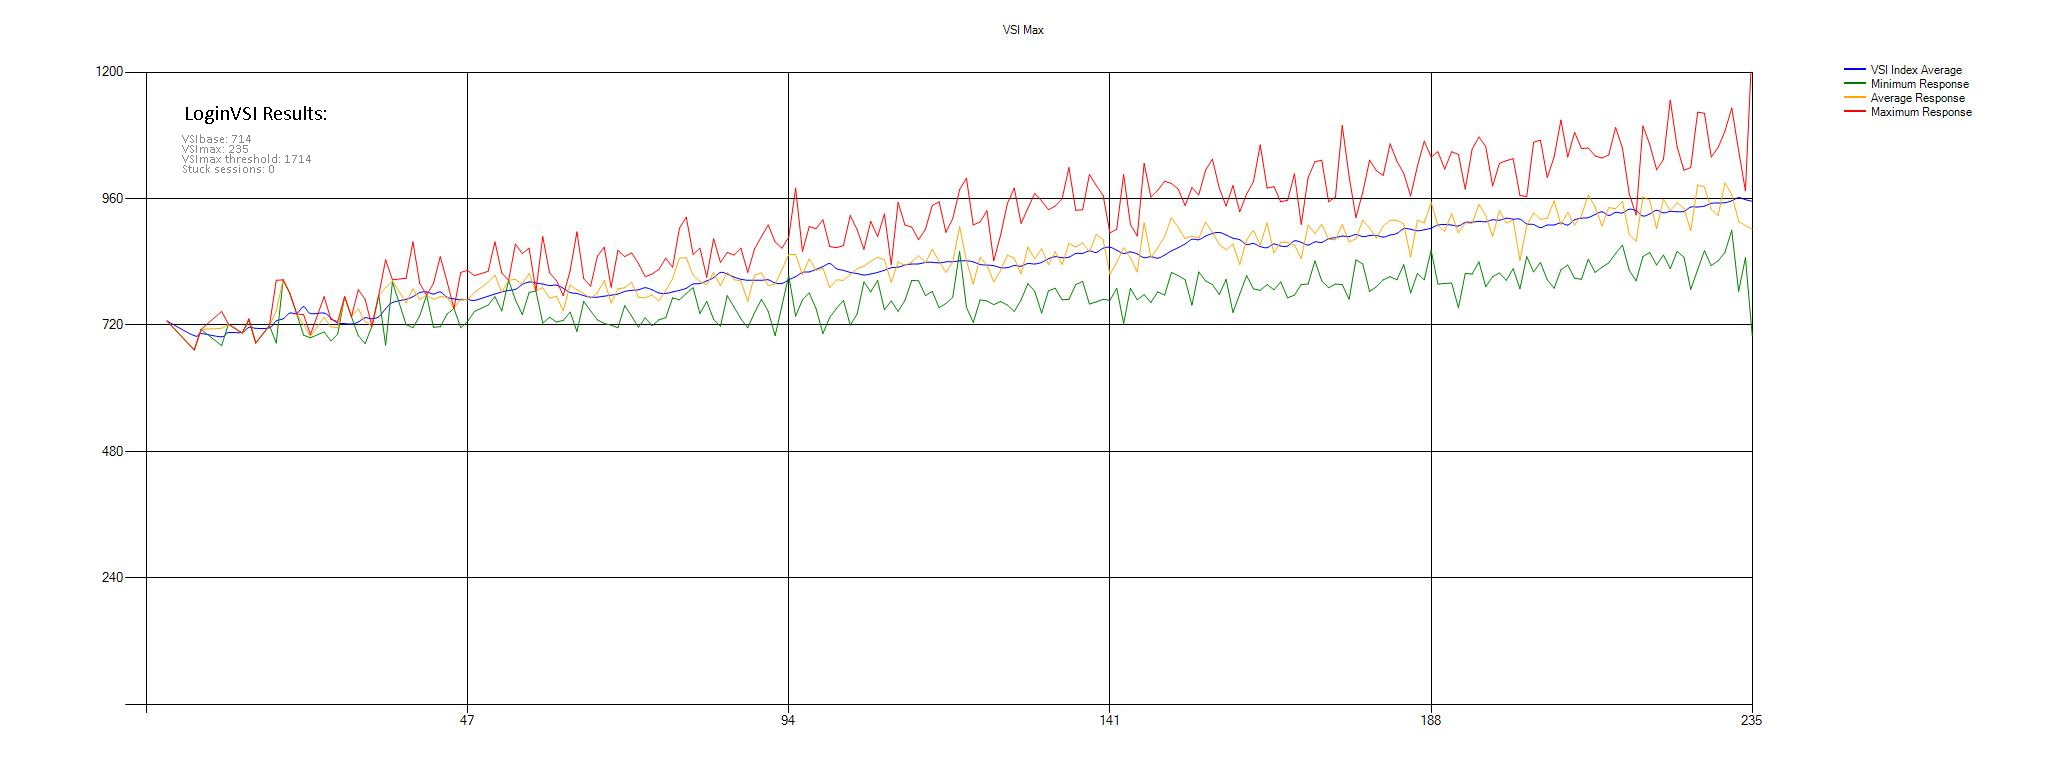 VSI Max
1200
960
720
480
240
47
94
141
188
235
LoginVSI Results:
VSIbase: 714
VSImax: 235
VSImax threshold: 1714
Stuck sessions: 0
VSI Index Average
Minimum Response
Average Response
Maximum Response